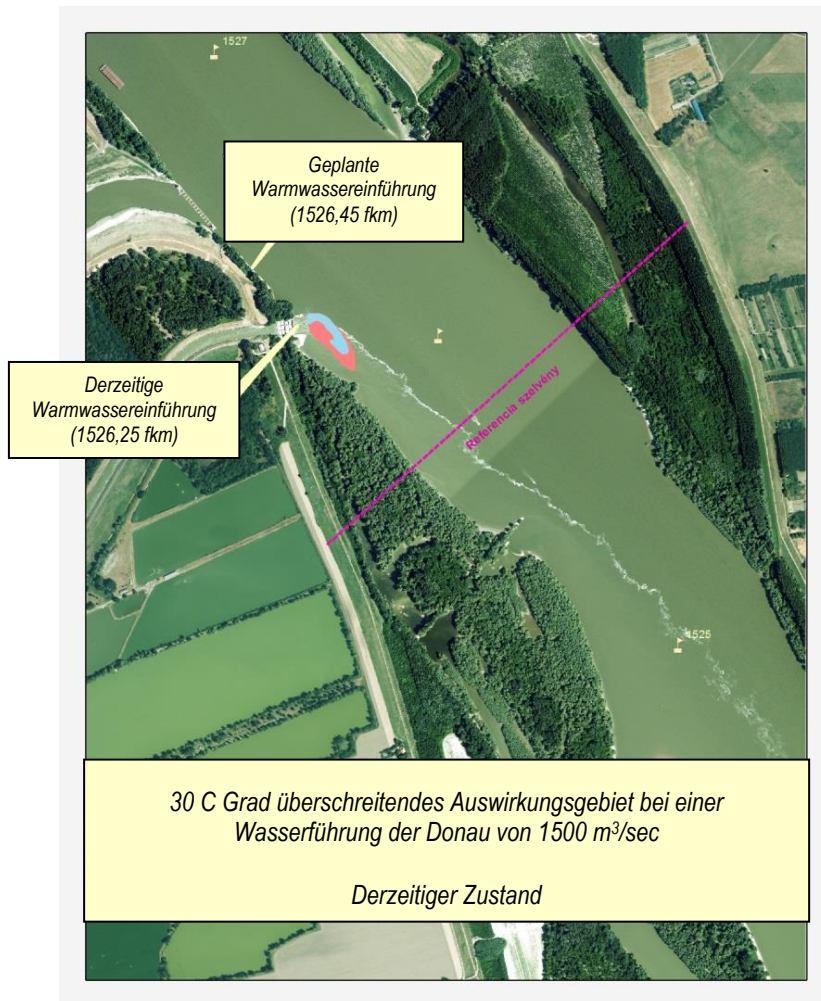 1527
Geplante
Warmwassereinführung
(1526,45 fkm)
Derzeitige
Warmwassereinführung
(1526,25 fkm)
Referencia szelvény
1525
30 C Grad überschreitendes Auswirkungsgebiet bei einer
Wasserführung der Donau von 1500 m³/sec
Derzeitiger Zustand